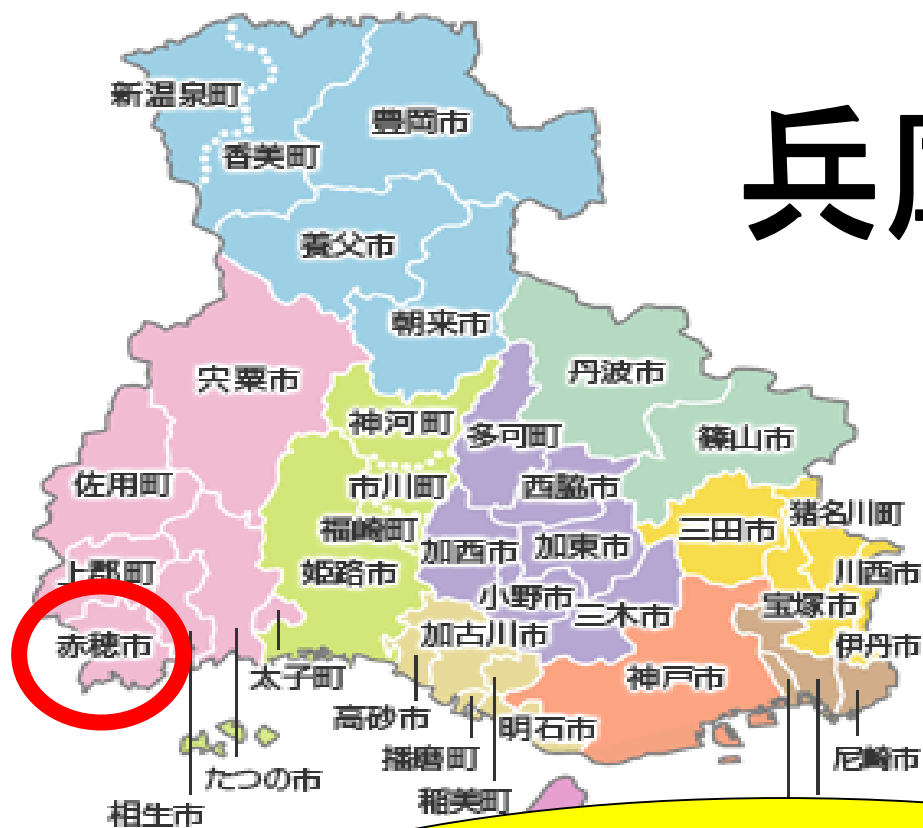 兵
新温泉町
豊岡市
香美町
養父市
朝来市
丹波市
宍粟市
神河町
多可町
篠山市
佐用町
市川町
西脇市
猪名川町
福崎町
三田市
加西市
加東市
上郡町
姫路市
川西市
小野市
宝塚市
三木市
赤穂市
加古川市
伊丹市
太子町
神戸市
高砂市
明石市
播磨町
尼崎市
たつの市
稲美町
相生市